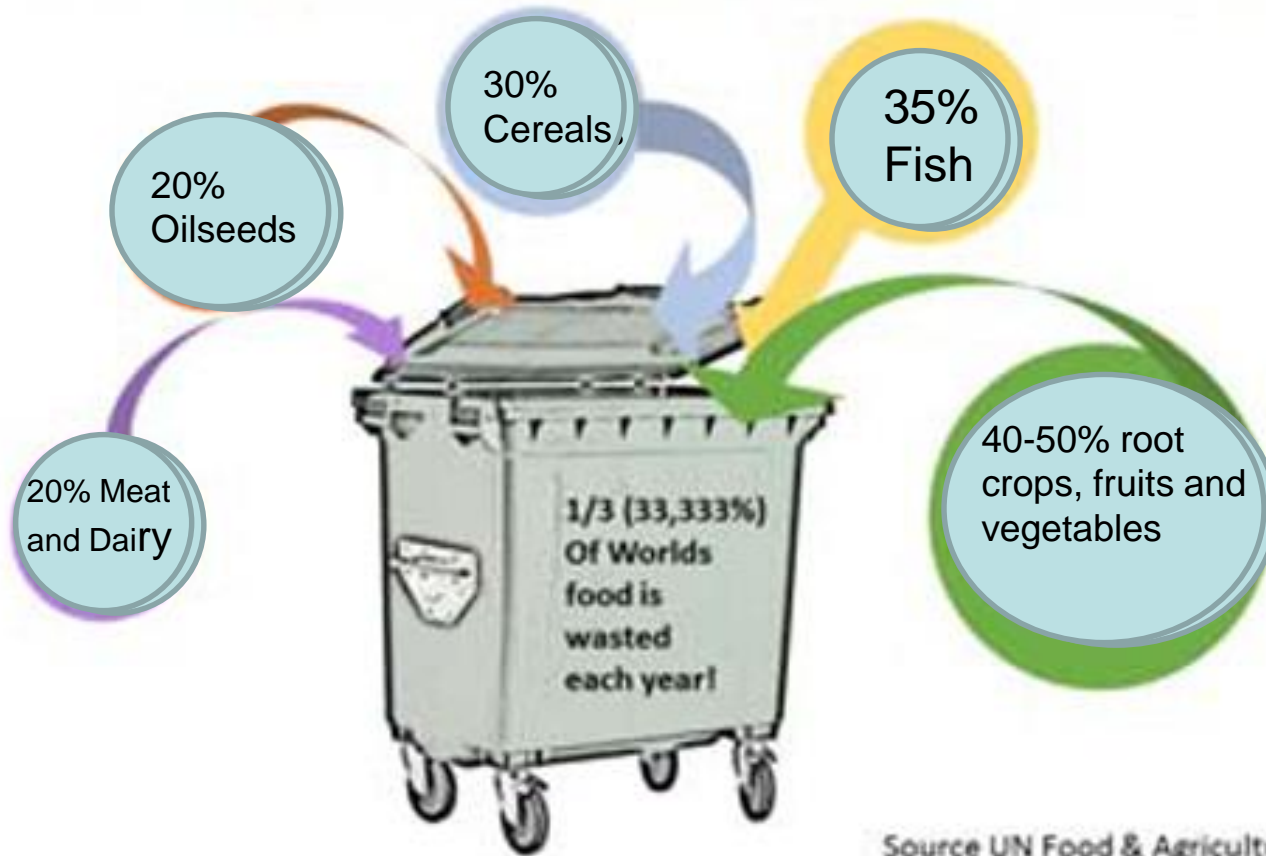 30%
Cereals.
35%
Fish
20%
Oilseeds
20% Meat
and Dairy
40-50% root
crops, fruits and
vegetables
1/3 (33,333%)
Of Worlds
food is
wasted
each year!
Source UN Food &